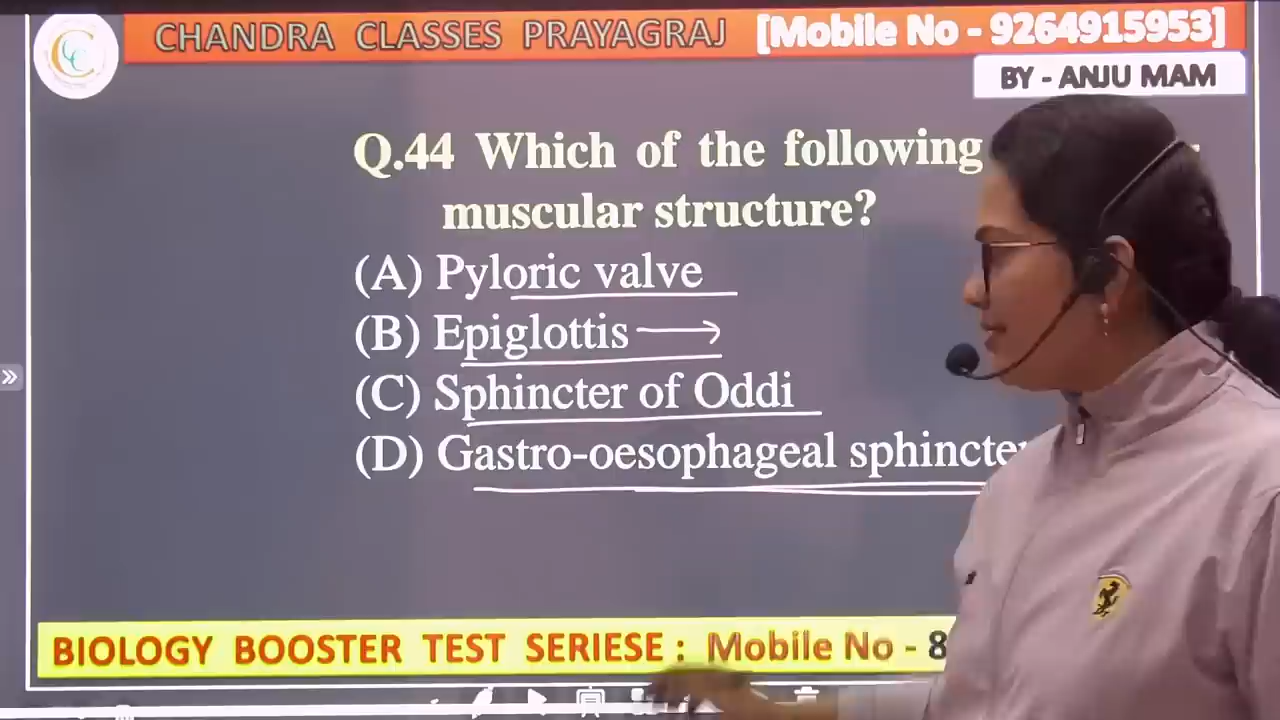 CHANDRA CLASSES PRAYAGRAJ [Mobile No - 9264915953]
BY - ANJU MAM
Q.44 Which of the following
muscular structure?
(A) Pyloric valve
(B) Epiglottis
(C) Sphincter of Oddi
(D) Gastro-oesophageal sphincte
BIOLOGY BOOSTER TEST SERIESE : Mobile No - 8